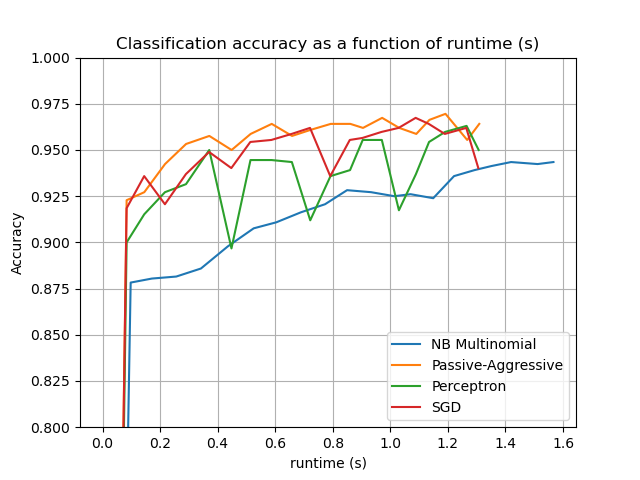 Classification accuracy as a function of runtime (s)
1.000
0.975
0.950
0.925
0.900
0.875
0.850
0.825
0.800
Accuracy
NB Multinomial
Passive-Aggressive
Perceptron
SGD
0.0 0.2 0.4 0.6 0.8 1.0 1.2 1.4 1.6
runtime (s)